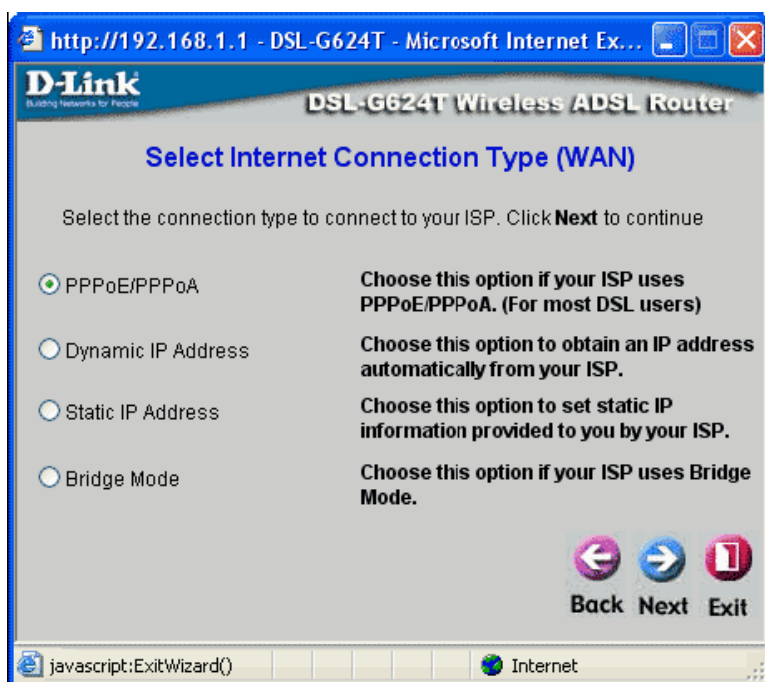 http://192.168.1.1 - DSL-G624T - Microsoft Internet Ex...
D-Link
Building Networks for People
DSL-G624T Wireless ADSL Router
Select Internet Connection Type (WAN)
Select the connection type to connect to your ISP. Click Next to continue
PPPoE/PPPoA
Choose this option if your ISP uses
PPPoE/PPPoA. (For most DSL users)
Dynamic IP Address
Choose this option to obtain an IP address
automatically from your ISP.
Static IP Address
Choose this option to set static IP
information provided to you by your ISP.
Bridge Mode
Choose this option if your ISP uses Bridge
Mode.
Back Next Exit
javascript:ExitWizard()
Internet